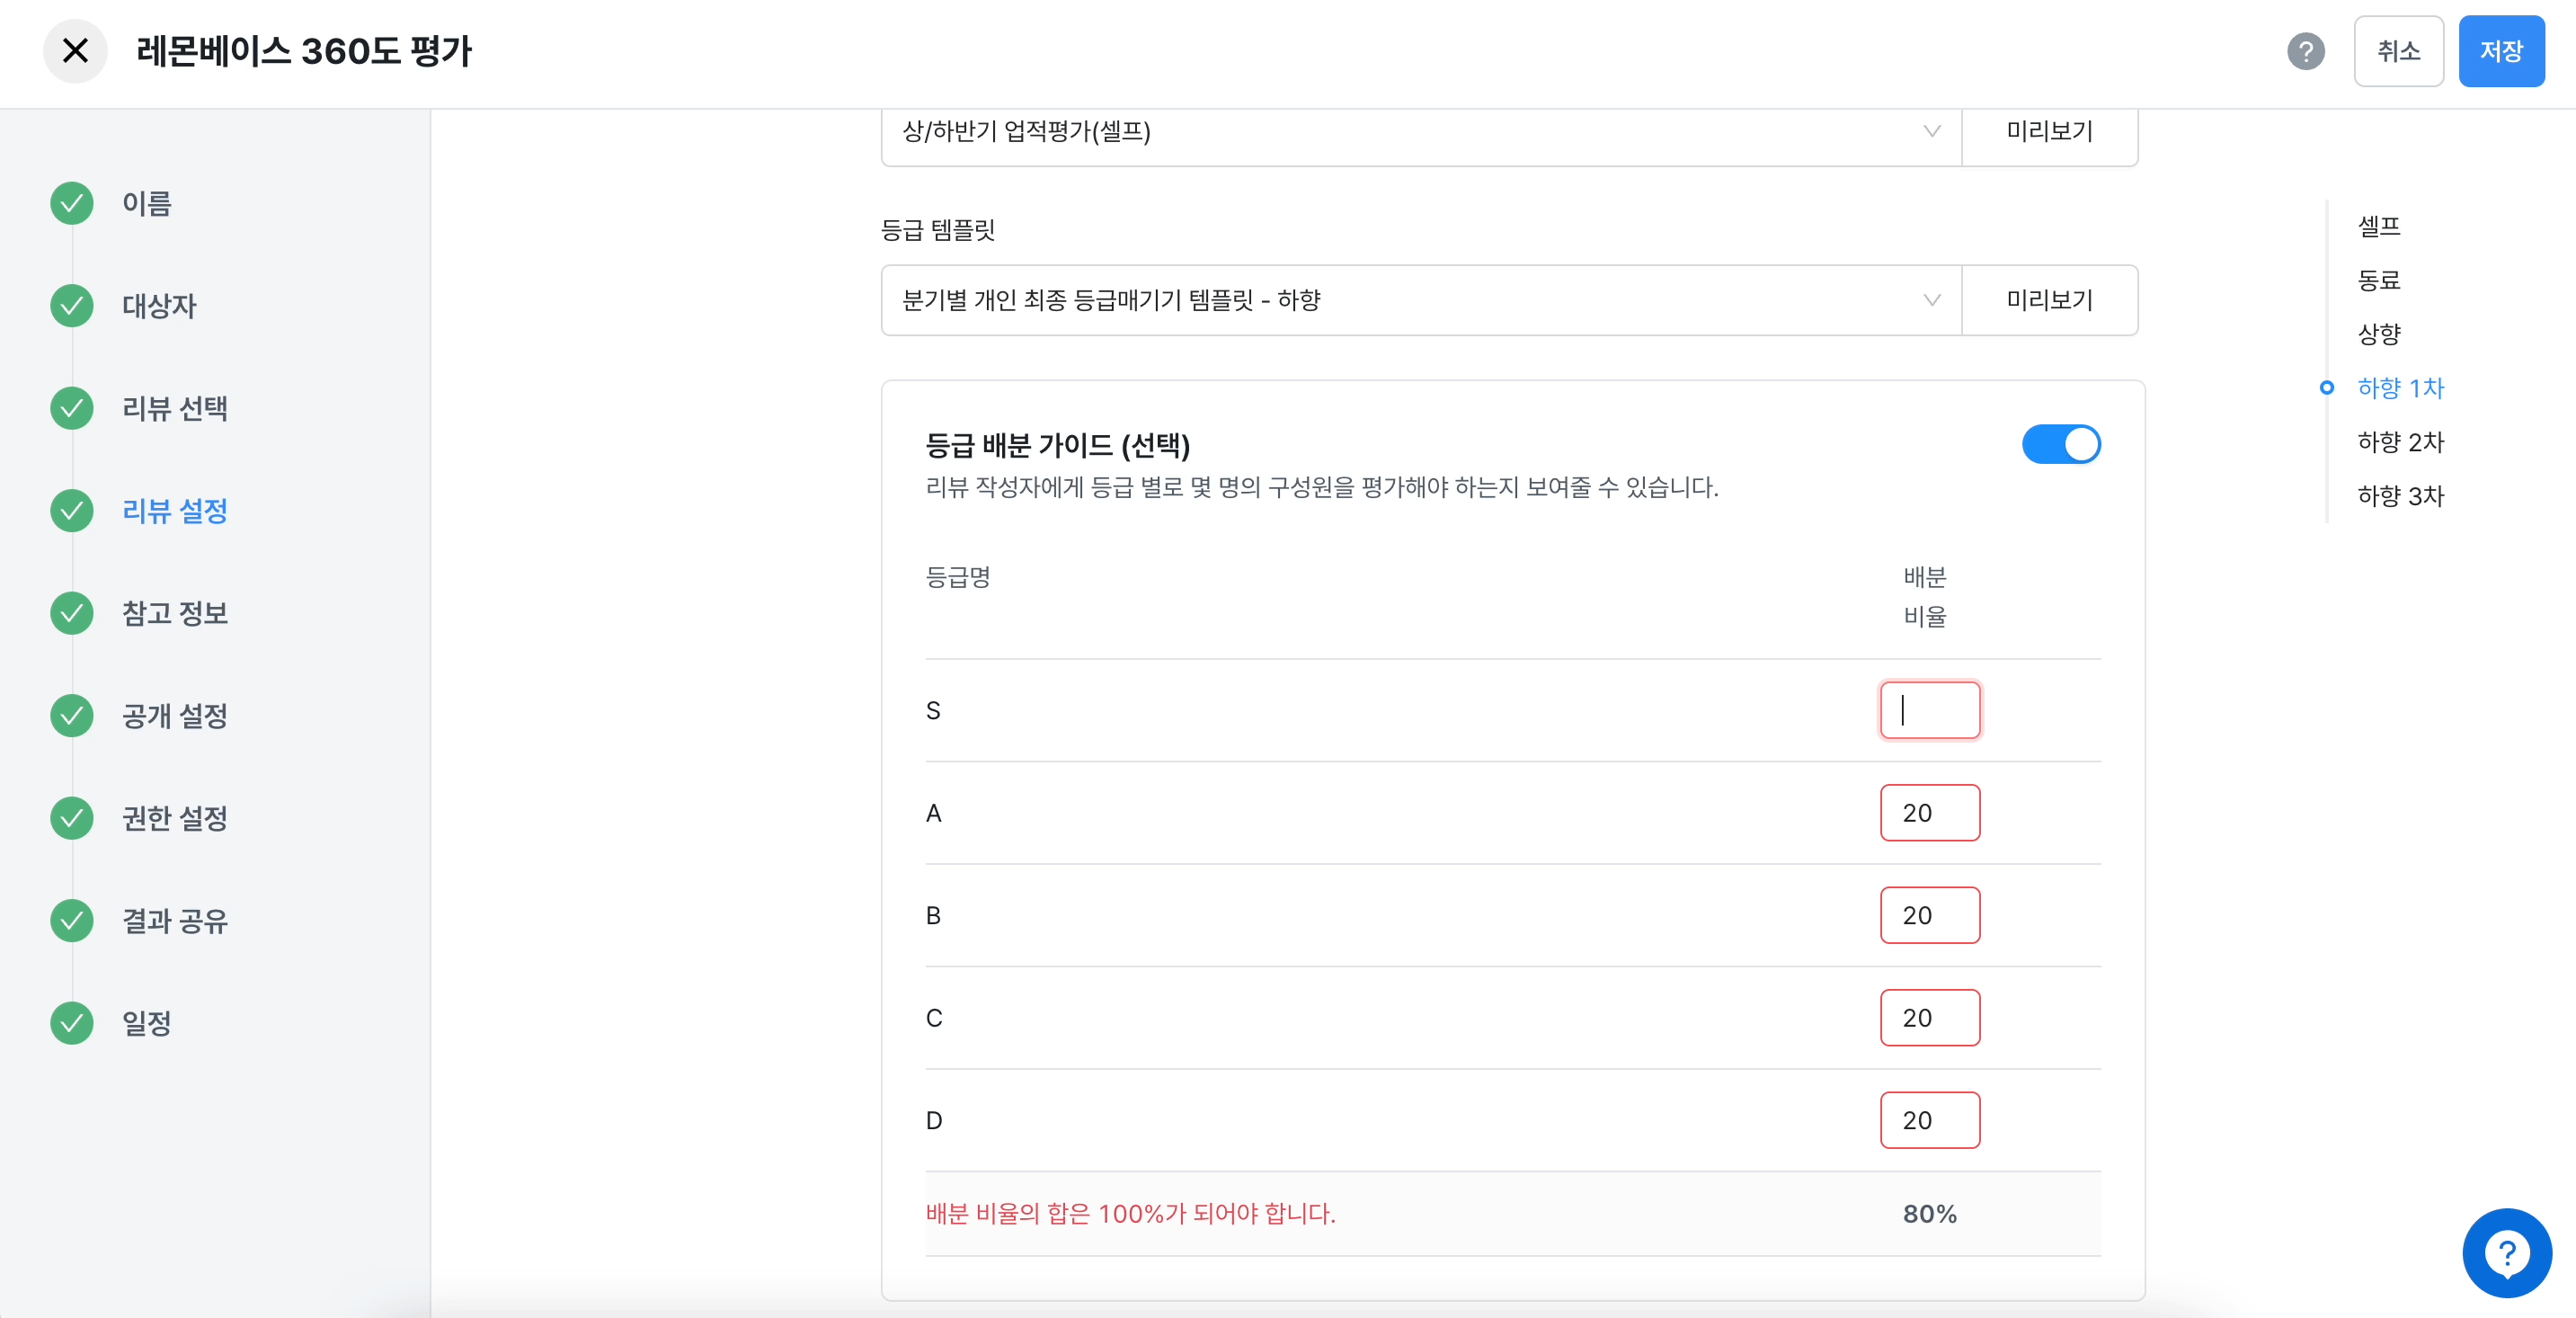 레몬베이스 360도 평가
?
취소
저장
이름
대상자
리뷰 선택
리뷰 설정
참고 정보
공개 설정
권한 설정
결과 공유
일정
상/하반기 업적평가(셀프)
미리보기
등급 템플릿
분기별 개인 최종 등급매기기 템플릿 - 하향
미리보기
등급 배분 가이드 (선택)
리뷰 작성자에게 등급 별로 몇 명의 구성원을 평가해야 하는지 보여줄 수 있습니다.
등급명
배분
비율
S
A
20
B
20
C
20
D
20
배분 비율의 합은 100%가 되어야 합니다.
80%
셀프
동료
상향
하향 1차
하향 2차
하향 3차
?